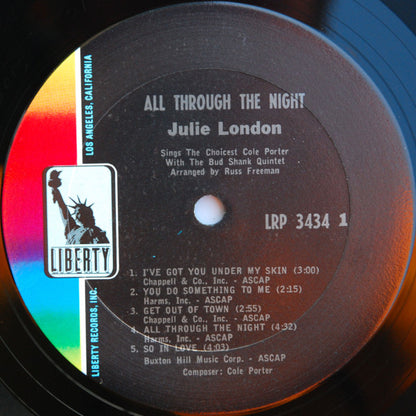 LOS ANGELES, CALIFORNIA
ALL THROUGH THE NIGHT
Julie London
Sings The Choicest Cole Porter
With The Bud Shank Quintet
Arranged by Russ Freeman
LRP 3434 1
LIBERTY
LIBERTY RECORDS, INC.
1. I'VE GOT YOU UNDER MY SKIN (3:00)
Chappell & Co., Inc. - ASCAP
2. YOU DO SOMETHING TO ME (2:15)
Harms, Inc. - ASCAP
3. GET OUT OF TOWN (2:55)
Chappell & Co., Inc. - ASCAP
4. ALL THROUGH THE NIGHT (4:32)
Harms, Inc. - ASCAP
5. SO IN LOVE (4:03)
Buxton Hill Music Corp. - ASCAP
Composer: Cole Porter